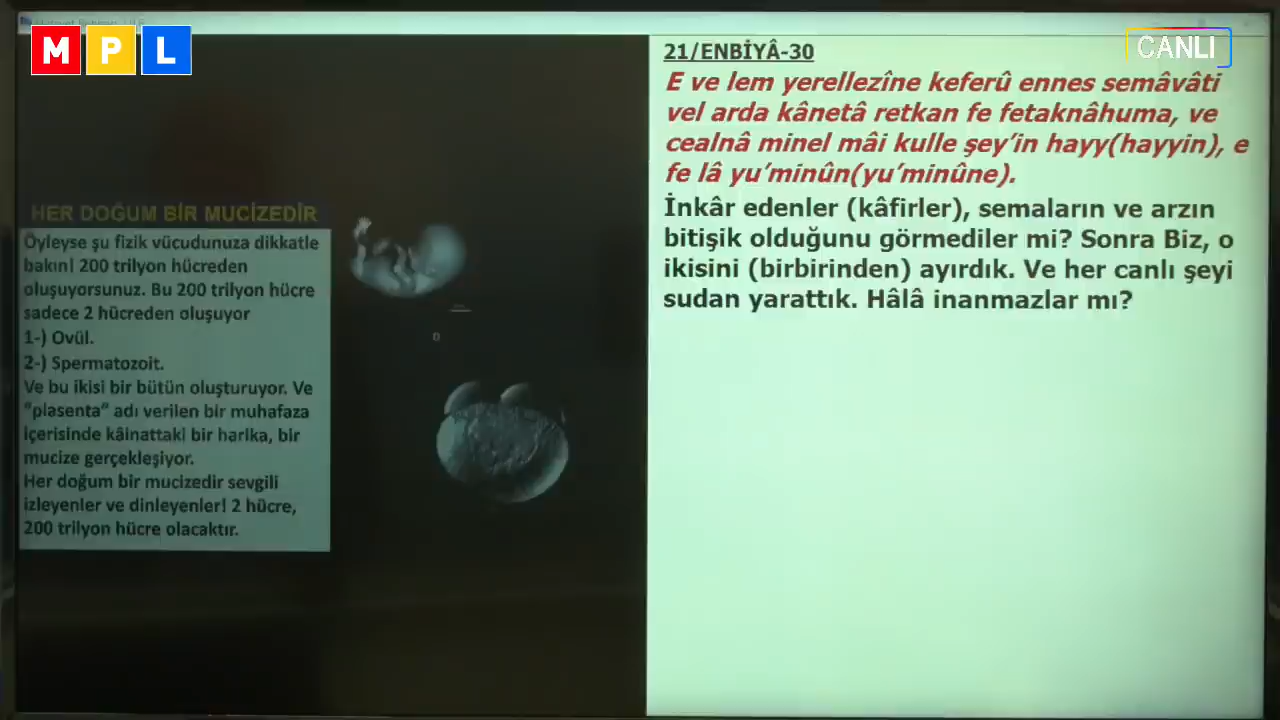 MPL
CANLI
HER DOĞUM BİR MUCİZEDİR
Öyleyse şu fizik vücudunuza dikkatle
bakın! 200 trilyon hücreden
oluşuyorsunuz. Bu 200 trilyon hücre
sadece 2 hücreden oluşuyor
1-) Ovül.
2-) Spermatozoit.
Ve bu ikisi bir bütün oluşturuyor. Ve
“plasenta” adı verilen bir muhafaza
içerisinde kâinattaki bir harika, bir
mucize gerçekleşiyor.
Her doğum bir mucizedir sevgili
izleyenler ve dinleyenler! 2 hücre,
200 trilyon hücre olacaktır.
0
21/ENBİYÂ-30
E ve lem yerellezîne keferû ennes semâvâti
vel arda kânetâ retkan fe fetaknâhuma, ve
cealnâ minel mâi kulle şey’in hayy(hayyin), e
fe lâ yu’minûn(yu’minûne).
İnkâr edenler (kâfirler), semaların ve arzın
bitişik olduğunu görmediler mi? Sonra Biz, o
ikisini (birbirinden) ayırdık. Ve her canlı şeyi
sudan yarattık. Hâlâ inanmazlar mı?